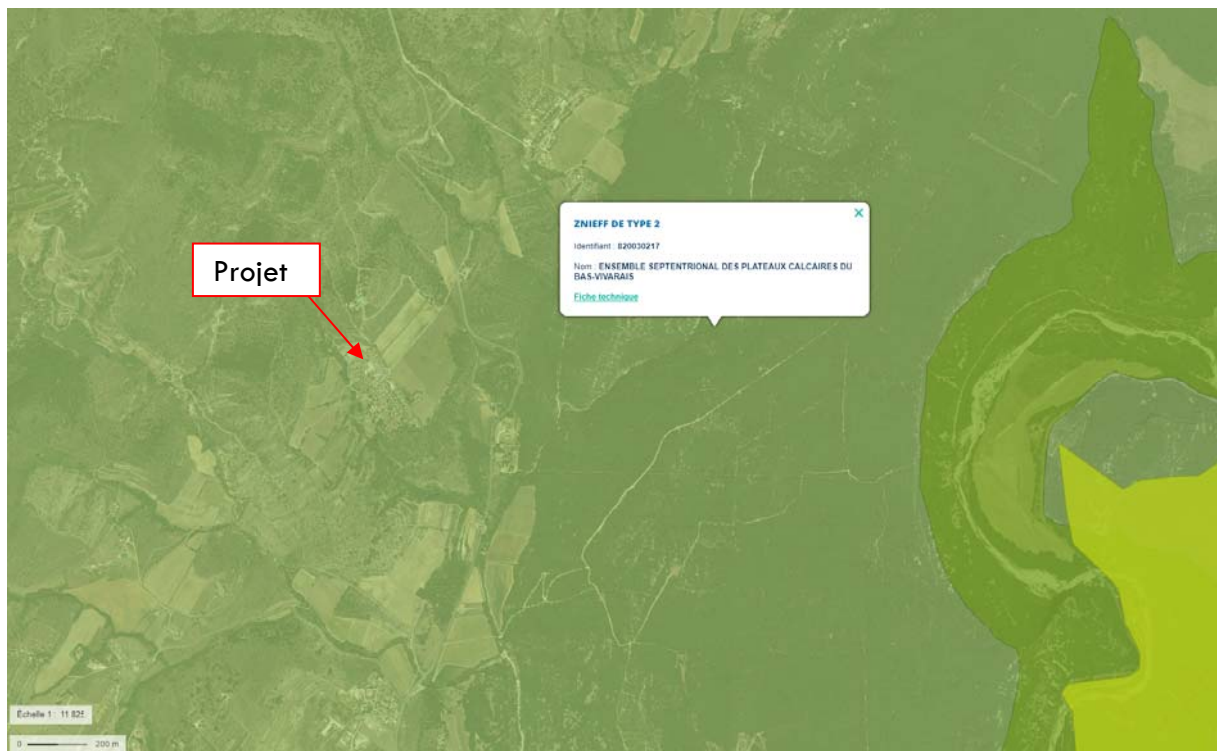 ZNIEFF DE TYPE 2
Identifiant : 820030217
Nom : ENSEMBLE SEPTENTRIONAL DES PLATEAUX CALCAIRES DU
BAS-VIVARAIS
Fiche technique
Projet
Échelle 1 : 11 825
0 200 m